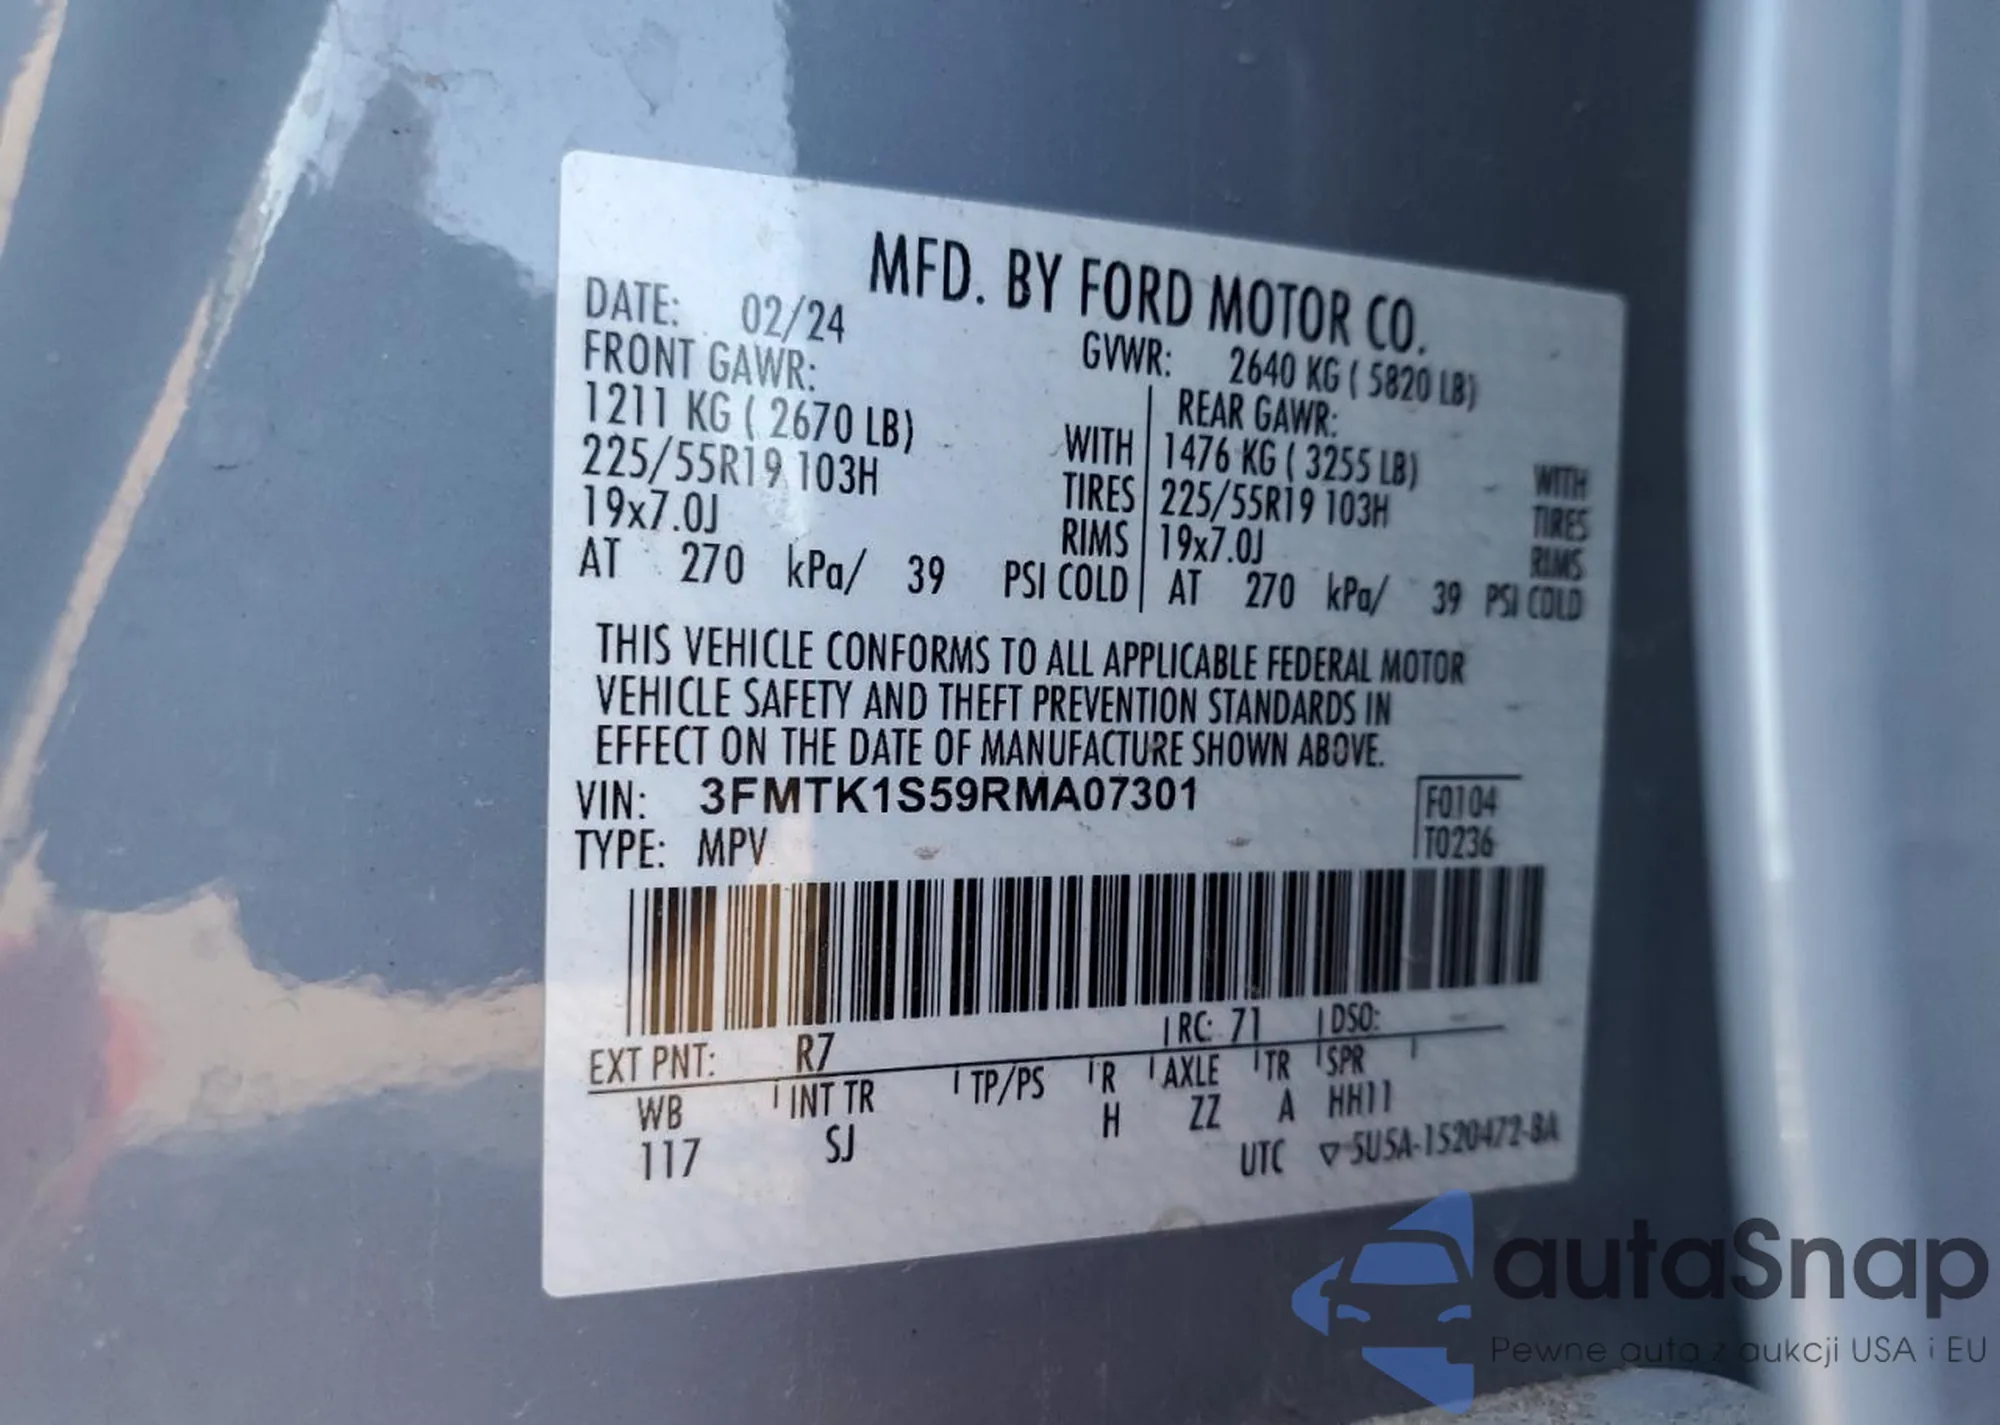 MFD. BY FORD MOTOR CO.
DATE: 02/24
GVWR: 2640 KG ( 5820 LB)
FRONT GAWR:
1211 KG ( 2670 LB) WITH
225/55R19 103H TIRES
19x7.0J RIMS
AT 270 kPa/ 39 PSI COLD
REAR GAWR:
1476 KG ( 3255 LB) WITH
225/55R19 103H TIRES
19x7.0J RIMS
AT 270 kPa/ 39 PSI COLD
THIS VEHICLE CONFORMS TO ALL APPLICABLE FEDERAL MOTOR
VEHICLE SAFETY AND THEFT PREVENTION STANDARDS IN
EFFECT ON THE DATE OF MANUFACTURE SHOWN ABOVE.
VIN: 3FMTK1S59RMA07301
F0104
TYPE: MPV
T0236
EXT PNT: R7 RC: 71 DSO:
WB INT TR TP/PS R AXLE TR SPR
117 SJ H ZZ A HH11
UTC ▽5U5A-1520472-BA
autaSnap
Pewne auta z aukcji USA i EU